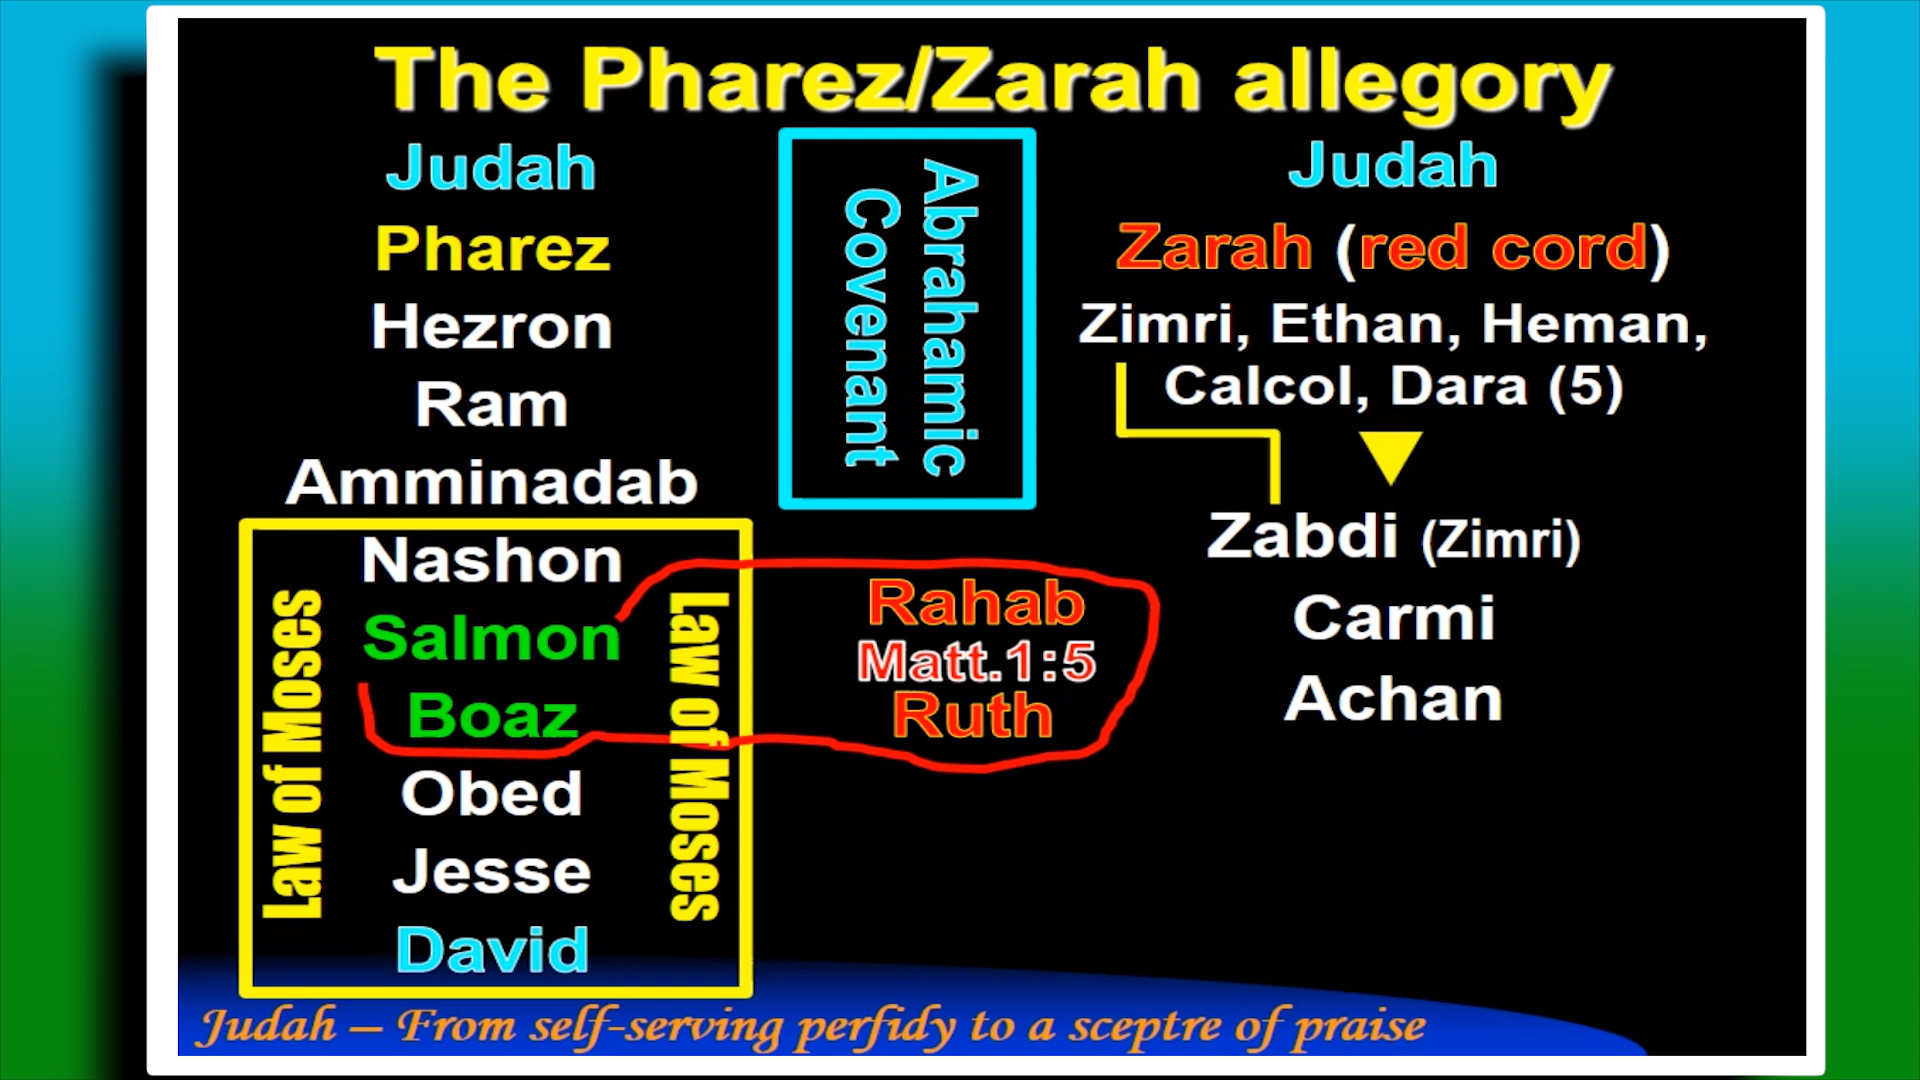 The Pharez/Zarah allegory
Judah
Pharez
Hezron
Ram
Amminadab
Nashon
Salmon
Boaz
Obed
Jesse
David
Law of Moses
Law of Moses
Abrahamic
Covenant
Rahab
Matt.1:5
Ruth
Judah
Zarah (red cord)
Zimri, Ethan, Heman,
Calcol, Dara (5)
Zabdi (Zimri)
Carmi
Achan
Judah – From self-serving perfidy to a sceptre of praise